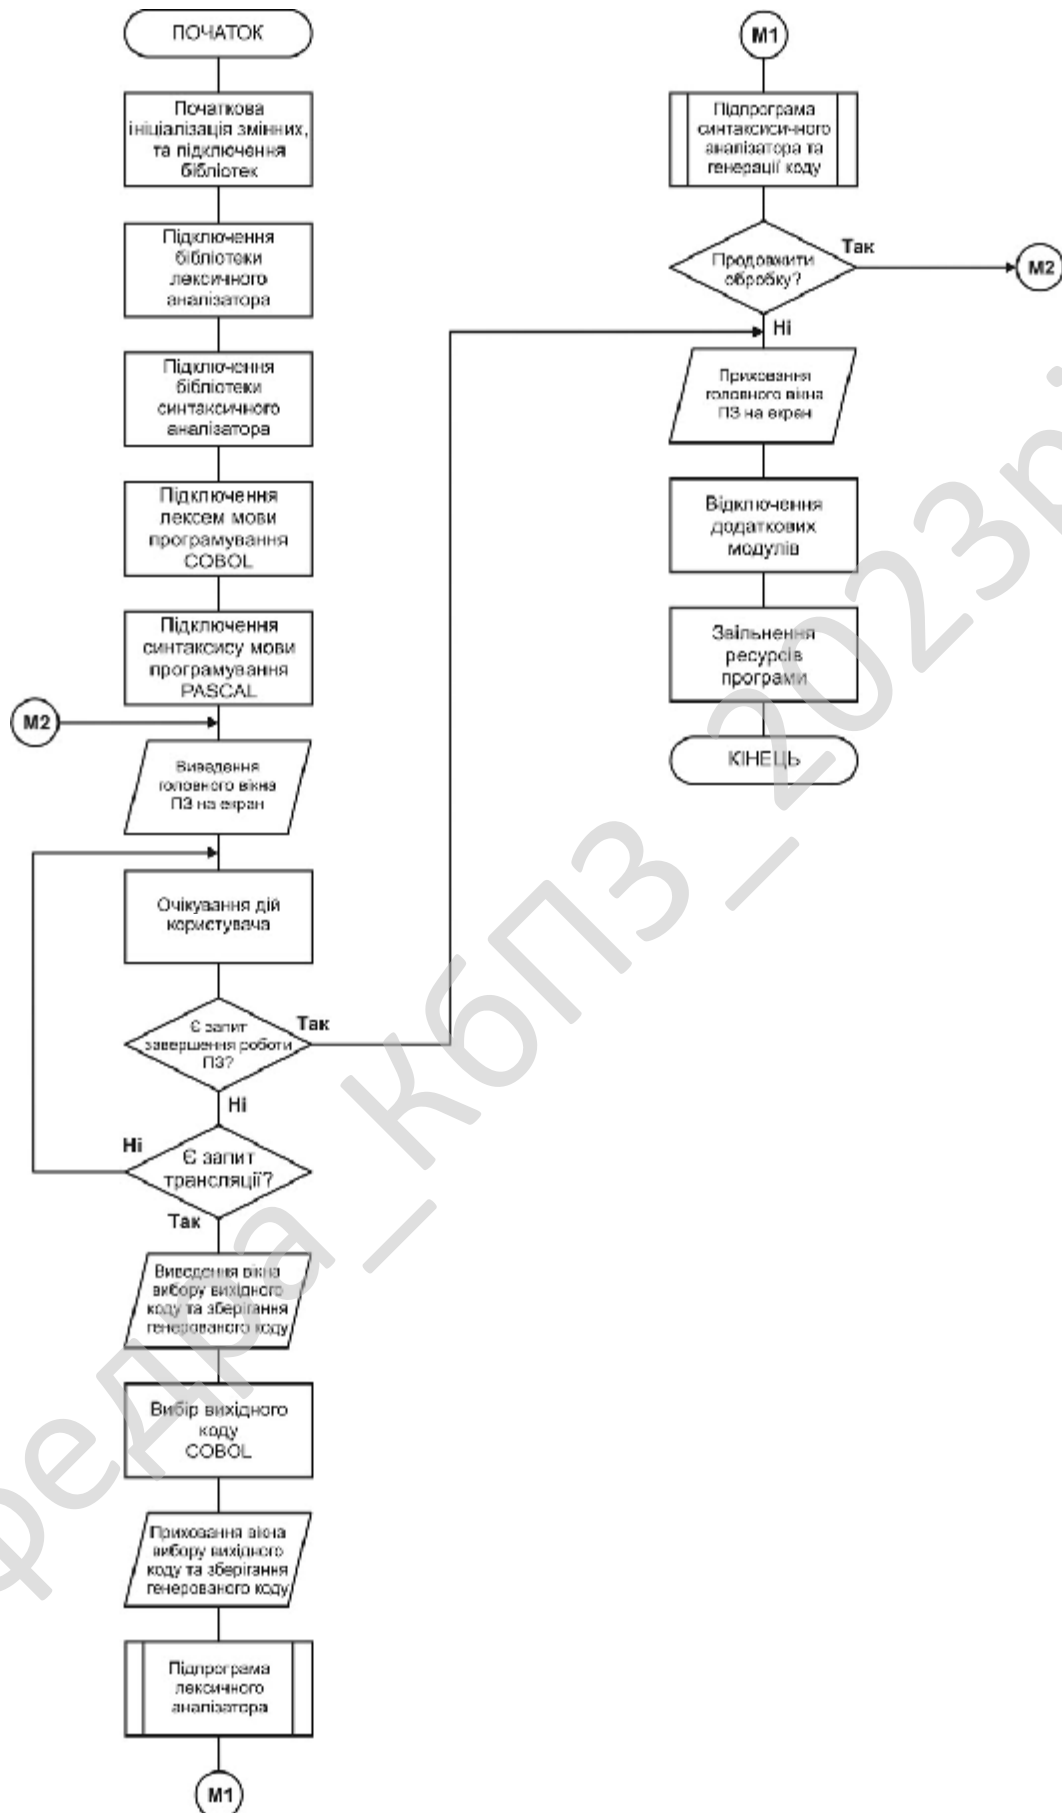 ПОЧАТОК
Початкова
ініціалізація змінних,
та підключення
бібліотек
Підключення
бібліотеки
лексичного
аналізатора
Підключення
бібліотеки
синтаксичного
аналізатора
Підключення
лексем мови
програмування
COBOL
Підключення
синтаксису мови
програмування
PASCAL
M2
Виведення
головного вікна
ПЗ на екран
Очікування дій
користувача
Є запит
завершення роботи
ПЗ?
Так
Ні
Є запит
трансляції?
Ні
Так
Виведення вікна
вибору вихідного
коду та зберігання
генерованого коду
Вибір вихідного
коду
COBOL
Приховання вікна
вибору вихідного
коду та зберігання
генерованого коду
Підпрограма
лексичного
аналізатора
M1
M1
Підпрограма
синтаксисичного
аналізатора та
генерації коду
Продовжити
обробку?
Так
M2
Ні
Приховання
головного вікна
ПЗ на екран
Відключення
додаткових
модулів
Звільнення
ресурсів
програми
КІНЕЦЬ
федра_КбПЗ_2023рі